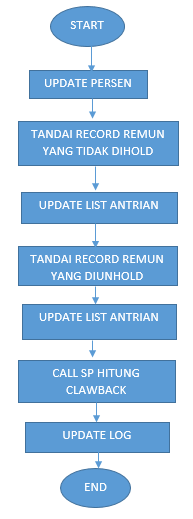 START
UPDATE PERSEN
TANDAI RECORD REMUN
YANG TIDAK DIHOLD
UPDATE LIST ANTRIAN
TANDAI RECORD REMUN
YANG DIUNHOLD
UPDATE LIST ANTRIAN
CALL SP HITUNG
CLAWBACK
UPDATE LOG
END